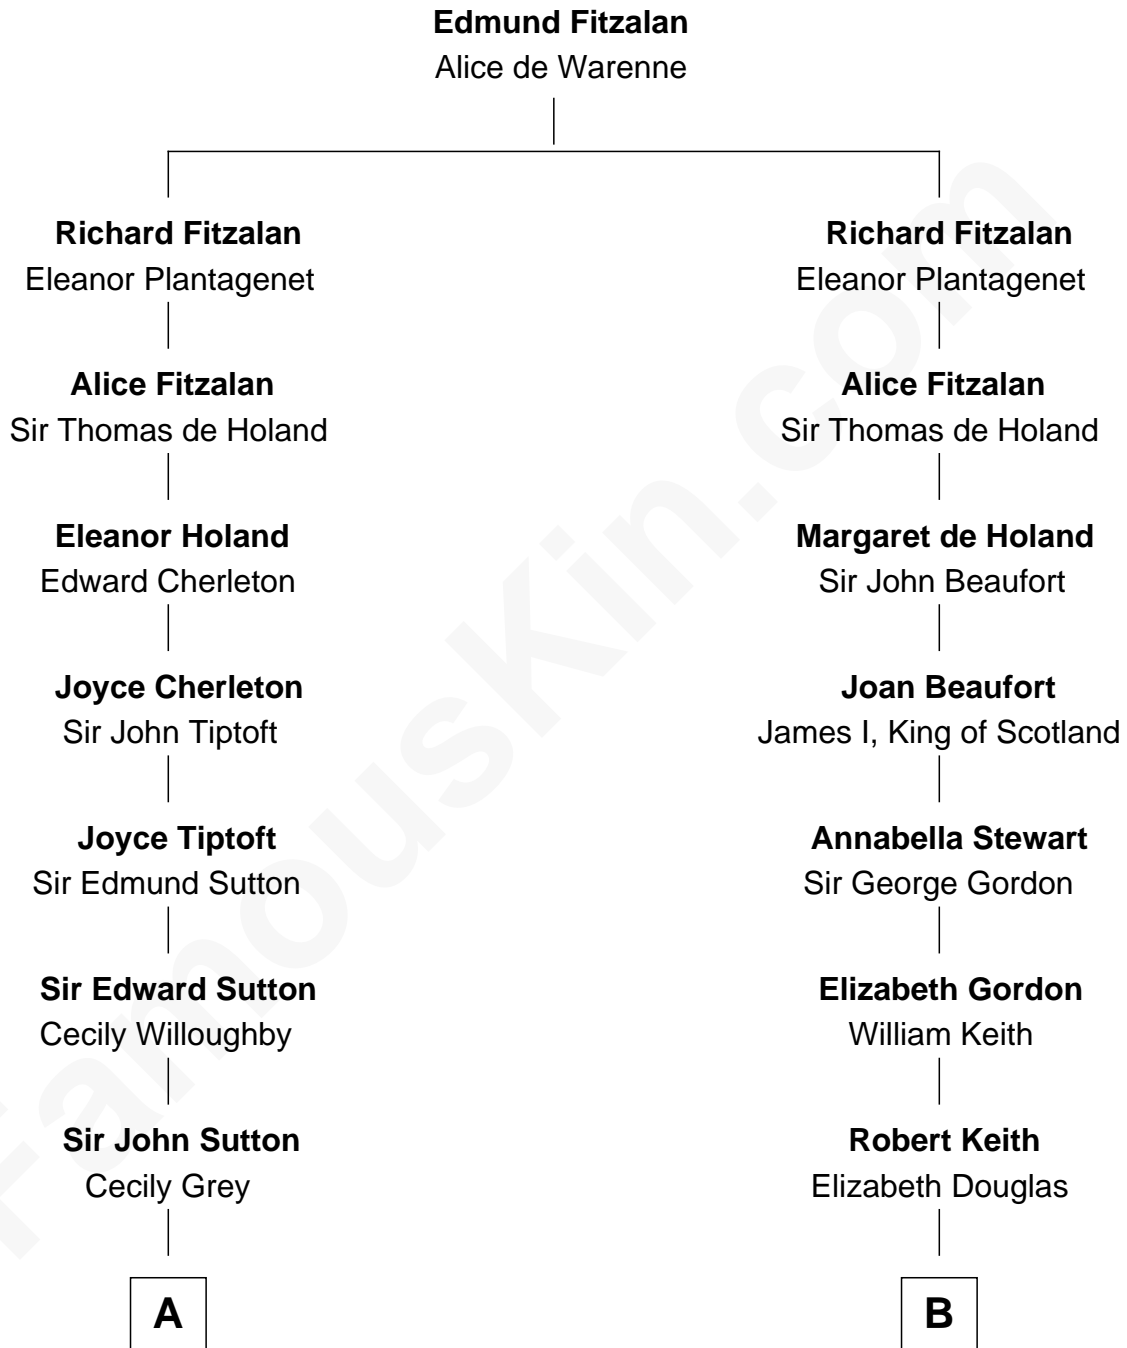 Edmund Fitzalan
Alice de Warenne
Richard Fitzalan
Eleanor Plantagenet
Alice Fitzalan
Sir Thomas de Holand
Eleanor Holand
Edward Cherleton
Joyce Cherleton
Sir John Tiptoft
Joyce Tiptoft
Sir Edmund Sutton
Sir Edward Sutton
Cecily Willoughby
Sir John Sutton
Cecily Grey
A
Richard Fitzalan
Eleanor Plantagenet
Alice Fitzalan
Sir Thomas de Holand
Margaret de Holand
Sir John Beaufort
Joan Beaufort
James I, King of Scotland
Annabella Stewart
Sir George Gordon
Elizabeth Gordon
William Keith
Robert Keith
Elizabeth Douglas
B
FamousKin.com